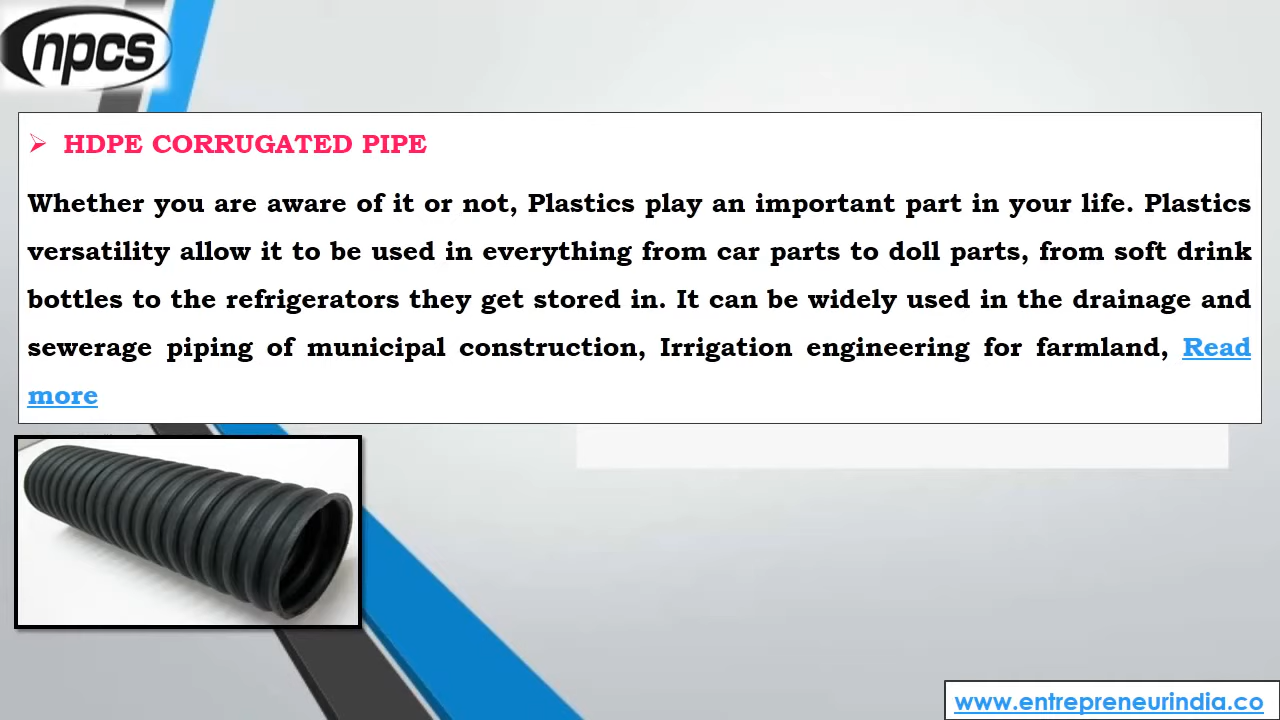 npcs
HDPE CORRUGATED PIPE
Whether you are aware of it or not, Plastics play an important part in your life. Plastics
versatility allow it to be used in everything from car parts to doll parts, from soft drink
bottles to the refrigerators they get stored in. It can be widely used in the drainage and
sewerage piping of municipal construction, Irrigation engineering for farmland, Read
more
www.entrepreneurindia.co